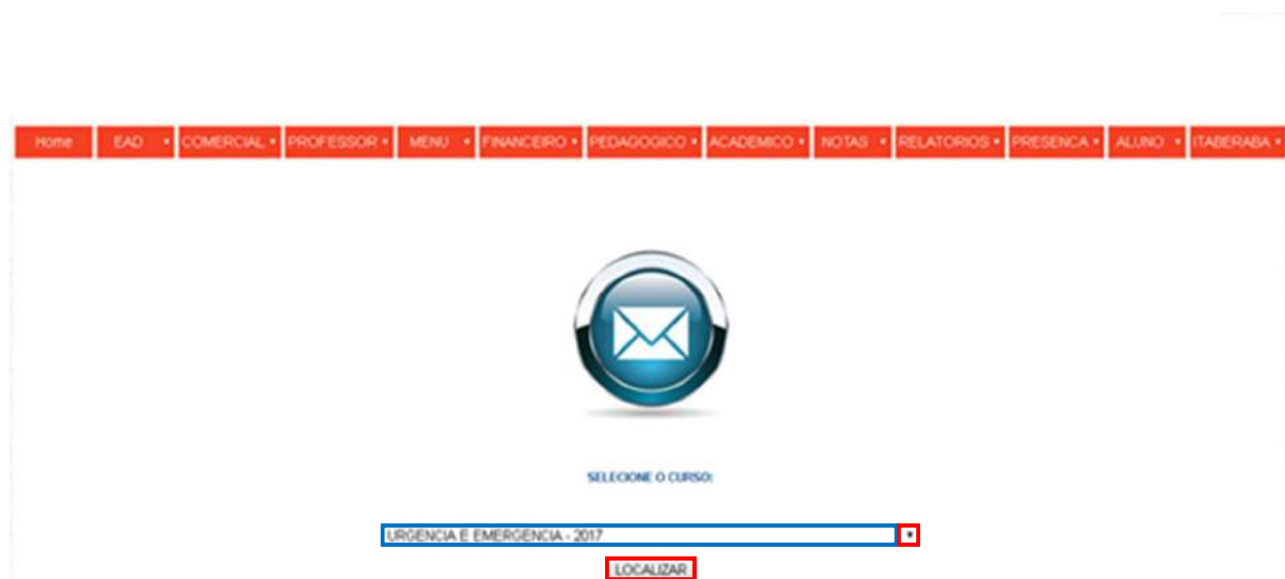 Home EAD COMERCIAL PROFESSOR MENU FINANCEIRO PEDAGOGICO ACADEMICO NOTAS RELATORIOS PRESENCA ALUNO ITABERABA
SELECIONE O CURSO:
URGENCIA E EMERGENCIA - 2017
LOCALIZAR